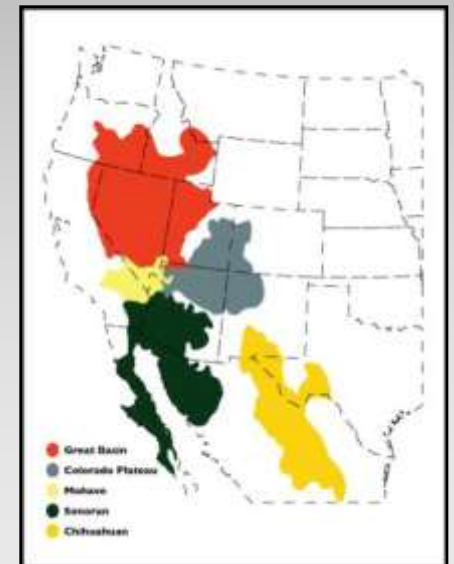 Great Basin
Colorado Plateau
Mohave
Sonoran
Chihuahuan